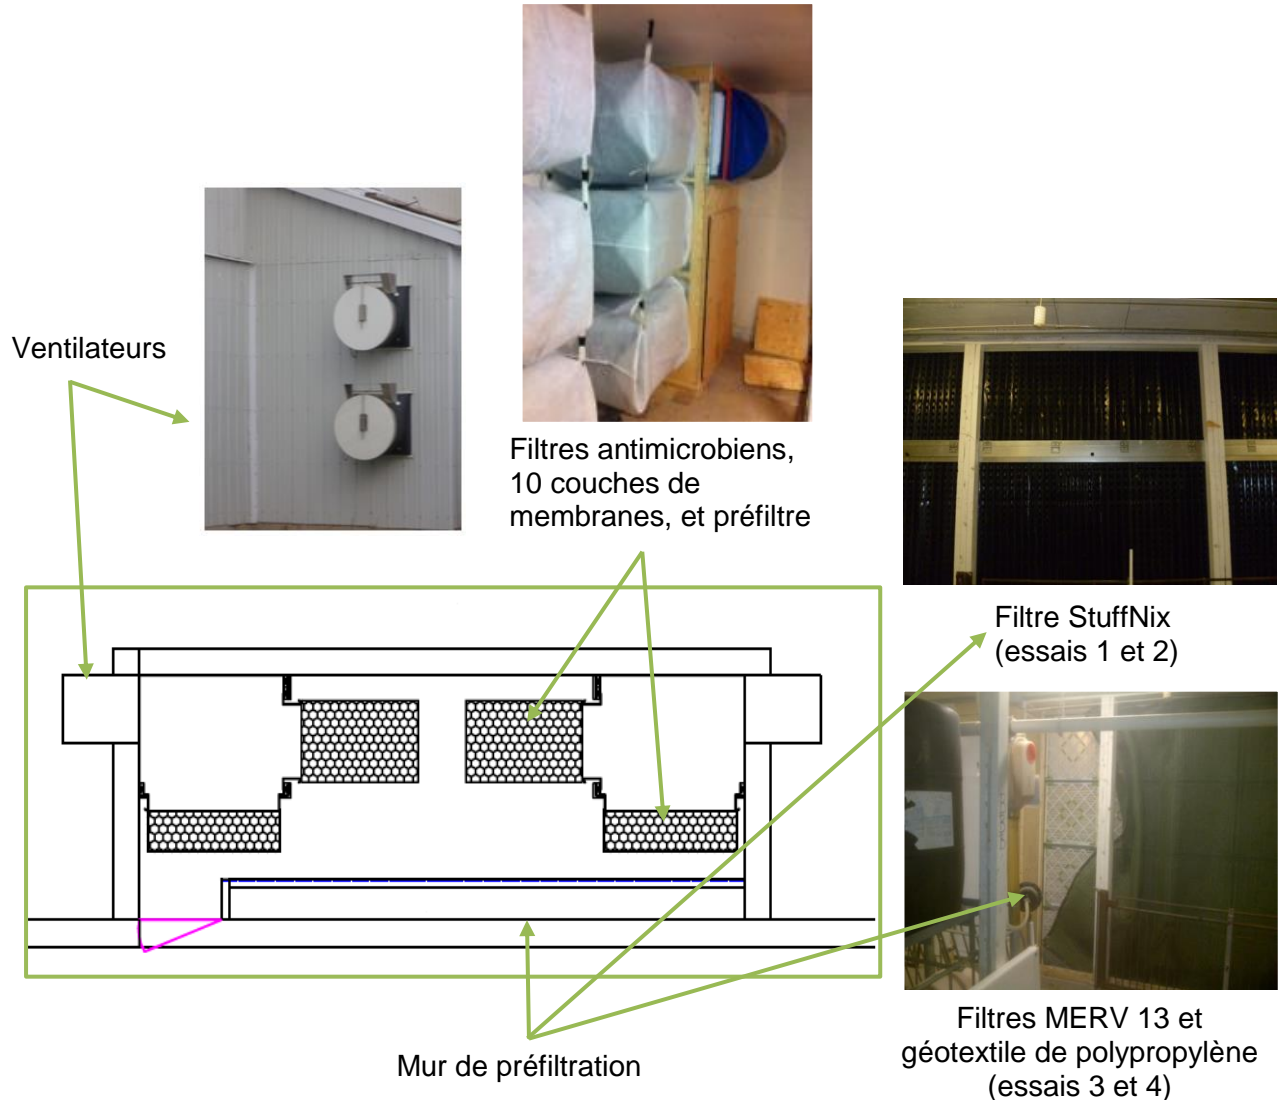 Ventilateurs
Filtres antimicrobiens,
10 couches de
membranes, et préfiltre
Filtre StuffNix
(essais 1 et 2)
Filtres MERV 13 et
géotextile de polypropylène
(essais 3 et 4)
Mur de préfiltration